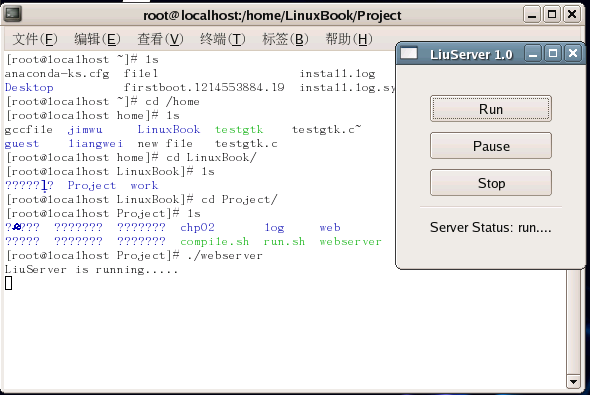 root@localhost:/home/LinuxBook/Project
文件(F) 编辑(E) 查看(V) 终端(T) 标签(B) 帮助(H)
[root@localhost ~]# ls
anaconda-ks.cfg file1 install.log
Desktop firstboot.1214553884.19 install.log.sy
[root@localhost ~]# cd /home
[root@localhost home]# ls
gccfile jimwu LinuxBook testgtk testgtk.c~
guest liangwei new file testgtk.c
[root@localhost home]# cd LinuxBook/
[root@localhost LinuxBook]# ls
??????? Project work
[root@localhost LinuxBook]# cd Project/
[root@localhost Project]# ls
????? ??????? ??????? chp02 log web
????? ??????? ??????? compile.sh run.sh webserver
[root@localhost Project]# ./webserver
LiuServer is running.....
LiuServer 1.0
Run
Pause
Stop
Server Status: run....